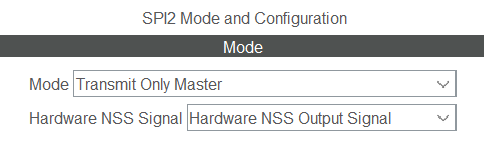 SPI2 Mode and Configuration
Mode
Mode Transmit Only Master
Hardware NSS Signal Hardware NSS Output Signal